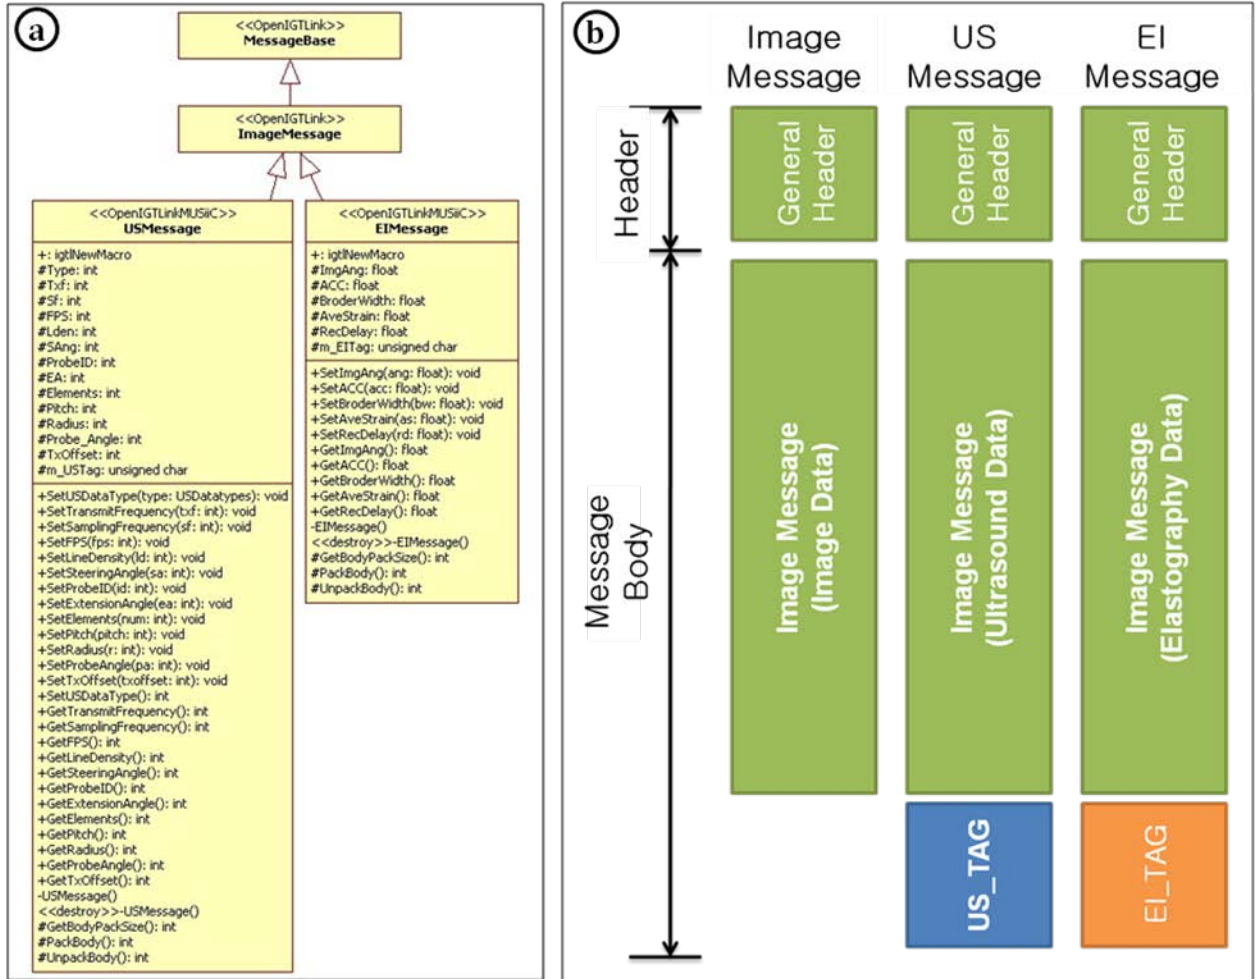 a
<<OpenIGTLink>>
MessageBase
<<OpenIGTLink>>
ImageMessage
<<OpenIGTLinkMUSiiC>>
USMessage
+: igtlNewMacro
#Type: int
#Txf: int
#Sf: int
#FPS: int
#Lden: int
#SAng: int
#ProbeID: int
#EA: int
#Elements: int
#Pitch: int
#Radius: int
#Probe_Angle: int
#TxOffset: int
#m_USTag: unsigned char
+SetUSDataType(type: USDatatypes): void
+SetTransmitFrequency(txf: int): void
+SetSamplingFrequency(sf: int): void
+SetFPS(fps: int): void
+SetLineDensity(ld: int): void
+SetSteeringAngle(sa: int): void
+SetProbeID(id: int): void
+SetExtensionAngle(ea: int): void
+SetElements(num: int): void
+SetPitch(pitch: int): void
+SetRadius(r: int): void
+SetProbeAngle(pa: int): void
+SetTxOffset(txoffset: int): void
+SetUSDataType(): int
+GetTransmitFrequency(): int
+GetSamplingFrequency(): int
+GetFPS(): int
+GetLineDensity(): int
+GetSteeringAngle(): int
+GetProbeID(): int
+GetExtensionAngle(): int
+GetElements(): int
+GetPitch(): int
+GetRadius(): int
+GetProbeAngle(): int
+GetTxOffset(): int
-USMessage()
<<destroy>>-USMessage()
#GetBodyPackSize(): int
#PackBody(): int
#UnpackBody(): int
<<OpenIGTLinkMUSiiC>>
EIMessage
+: igtlNewMacro
#ImgAng: float
#ACC: float
#BroderWidth: float
#AveStrain: float
#RecDelay: float
#m_EITag: unsigned char
+SetImgAng(ang: float): void
+SetACC(acc: float): void
+SetBroderWidth(bw: float): void
+SetAveStrain(as: float): void
+SetRecDelay(rd: float): void
+GetImgAng(): float
+GetACC(): float
+GetBroderWidth(): float
+GetAveStrain(): float
+GetRecDelay(): float
-EIMessage()
<<destroy>>-EIMessage()
#GetBodyPackSize(): int
#PackBody(): int
#UnpackBody(): int
b
Image
Message
US
Message
EI
Message
Header
General
Header
General
Header
General
Header
Message
Body
Image Message
(Image Data)
Image Message
(Ultrasound Data)
Image Message
(Elastography Data)
US_TAG
EI_TAG